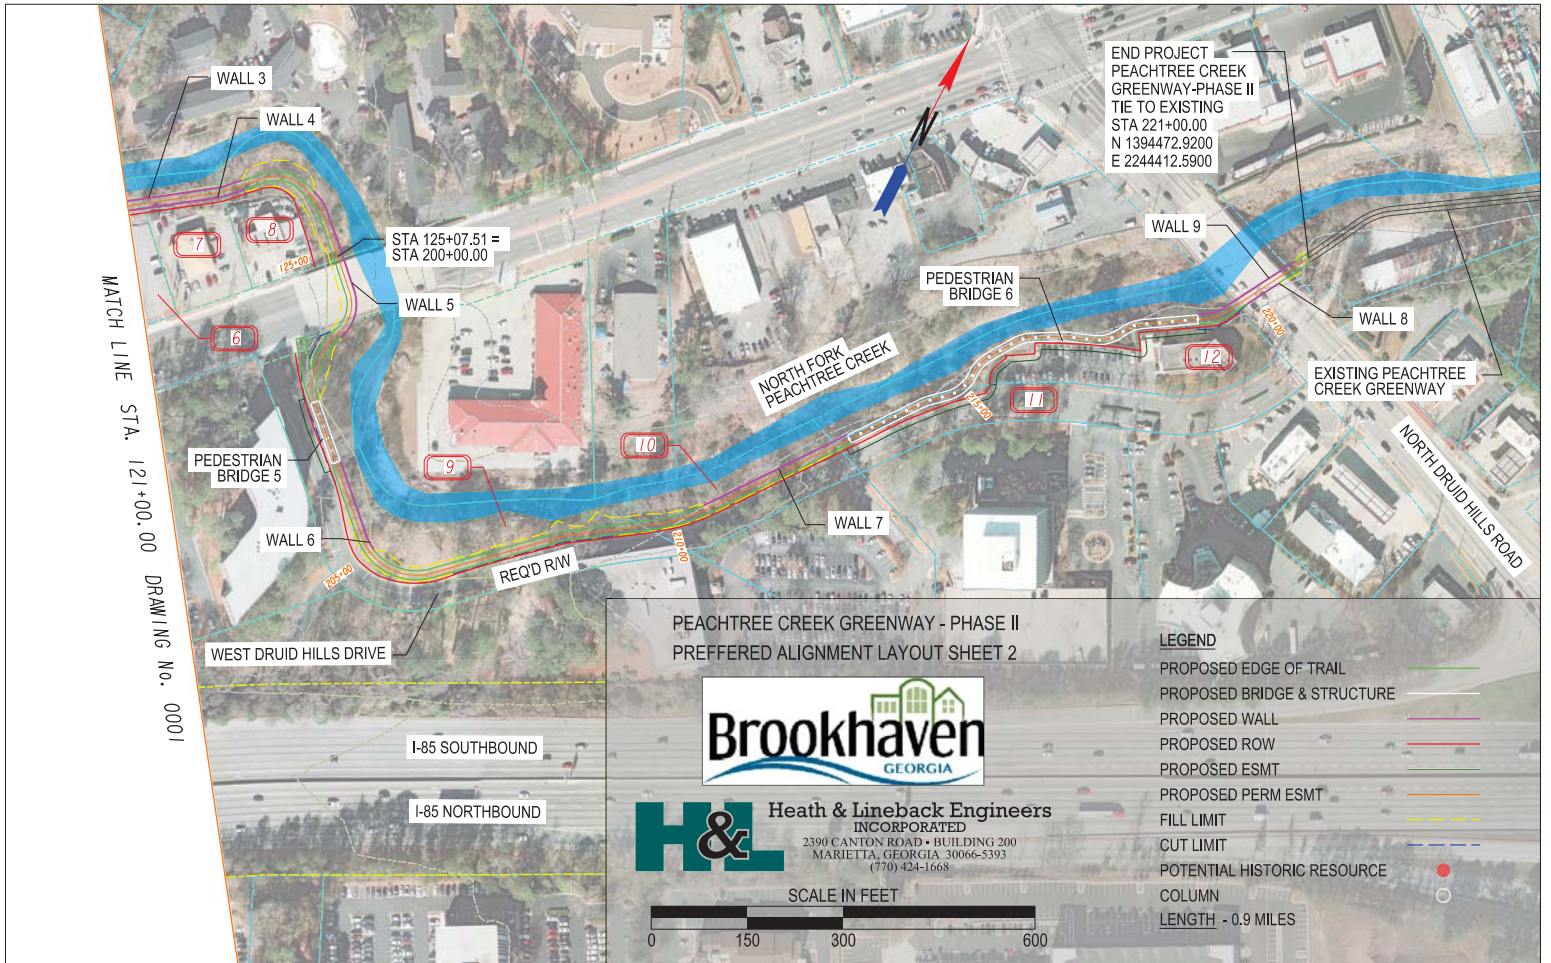 WALL 3
WALL 4
7
8
125+00
STA 125+07.51 =
STA 200+00.00
WALL 5
6
MATCH LINE STA. 121+00.00 DRAWING No. 0001
PEDESTRIAN
BRIDGE 5
WALL 6
205+00
WEST DRUID HILLS DRIVE
9
REQ'D R/W
10
210+00
WALL 7
NORTH FORK
PEACHTREE CREEK
N
PEDESTRIAN
BRIDGE 6
215+00
11
12
END PROJECT
PEACHTREE CREEK
GREENWAY-PHASE II
TIE TO EXISTING
STA 221+00.00
N 1394472.9200
E 2244412.5900
WALL 9
220+00
WALL 8
EXISTING PEACHTREE
CREEK GREENWAY
NORTH DRUID HILLS ROAD
I-85 SOUTHBOUND
I-85 NORTHBOUND
PEACHTREE CREEK GREENWAY - PHASE II
PREFFERED ALIGNMENT LAYOUT SHEET 2
Brookhaven
GEORGIA
H&L
Heath & Lineback Engineers
INCORPORATED
2390 CANTON ROAD • BUILDING 200
MARIETTA, GEORGIA 30066-5393
(770) 424-1668
SCALE IN FEET
0 150 300 600
LEGEND
PROPOSED EDGE OF TRAIL
PROPOSED BRIDGE & STRUCTURE
PROPOSED WALL
PROPOSED ROW
PROPOSED ESMT
PROPOSED PERM ESMT
FILL LIMIT
CUT LIMIT
POTENTIAL HISTORIC RESOURCE
COLUMN
LENGTH - 0.9 MILES